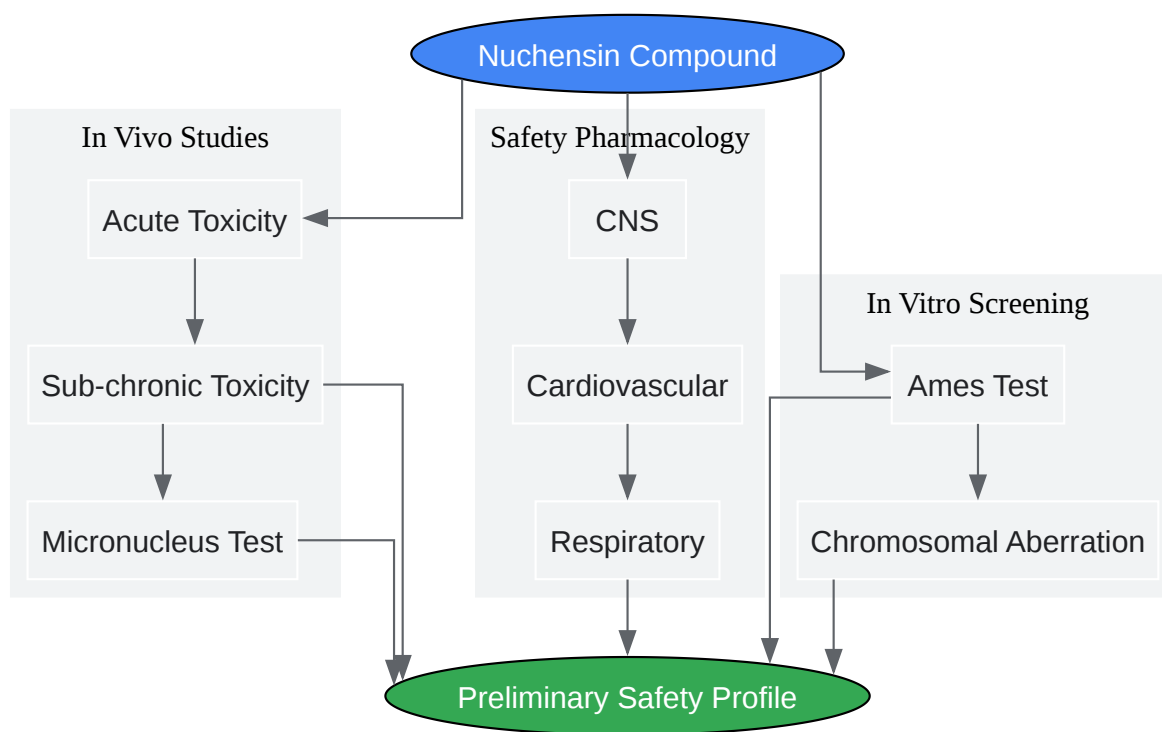 Nuchensin Compound
In Vivo Studies
Acute Toxicity
Sub-chronic Toxicity
Micronucleus Test
Safety Pharmacology
CNS
Cardiovascular
Respiratory
In Vitro Screening
Ames Test
Chromosomal Aberration
Preliminary Safety Profile